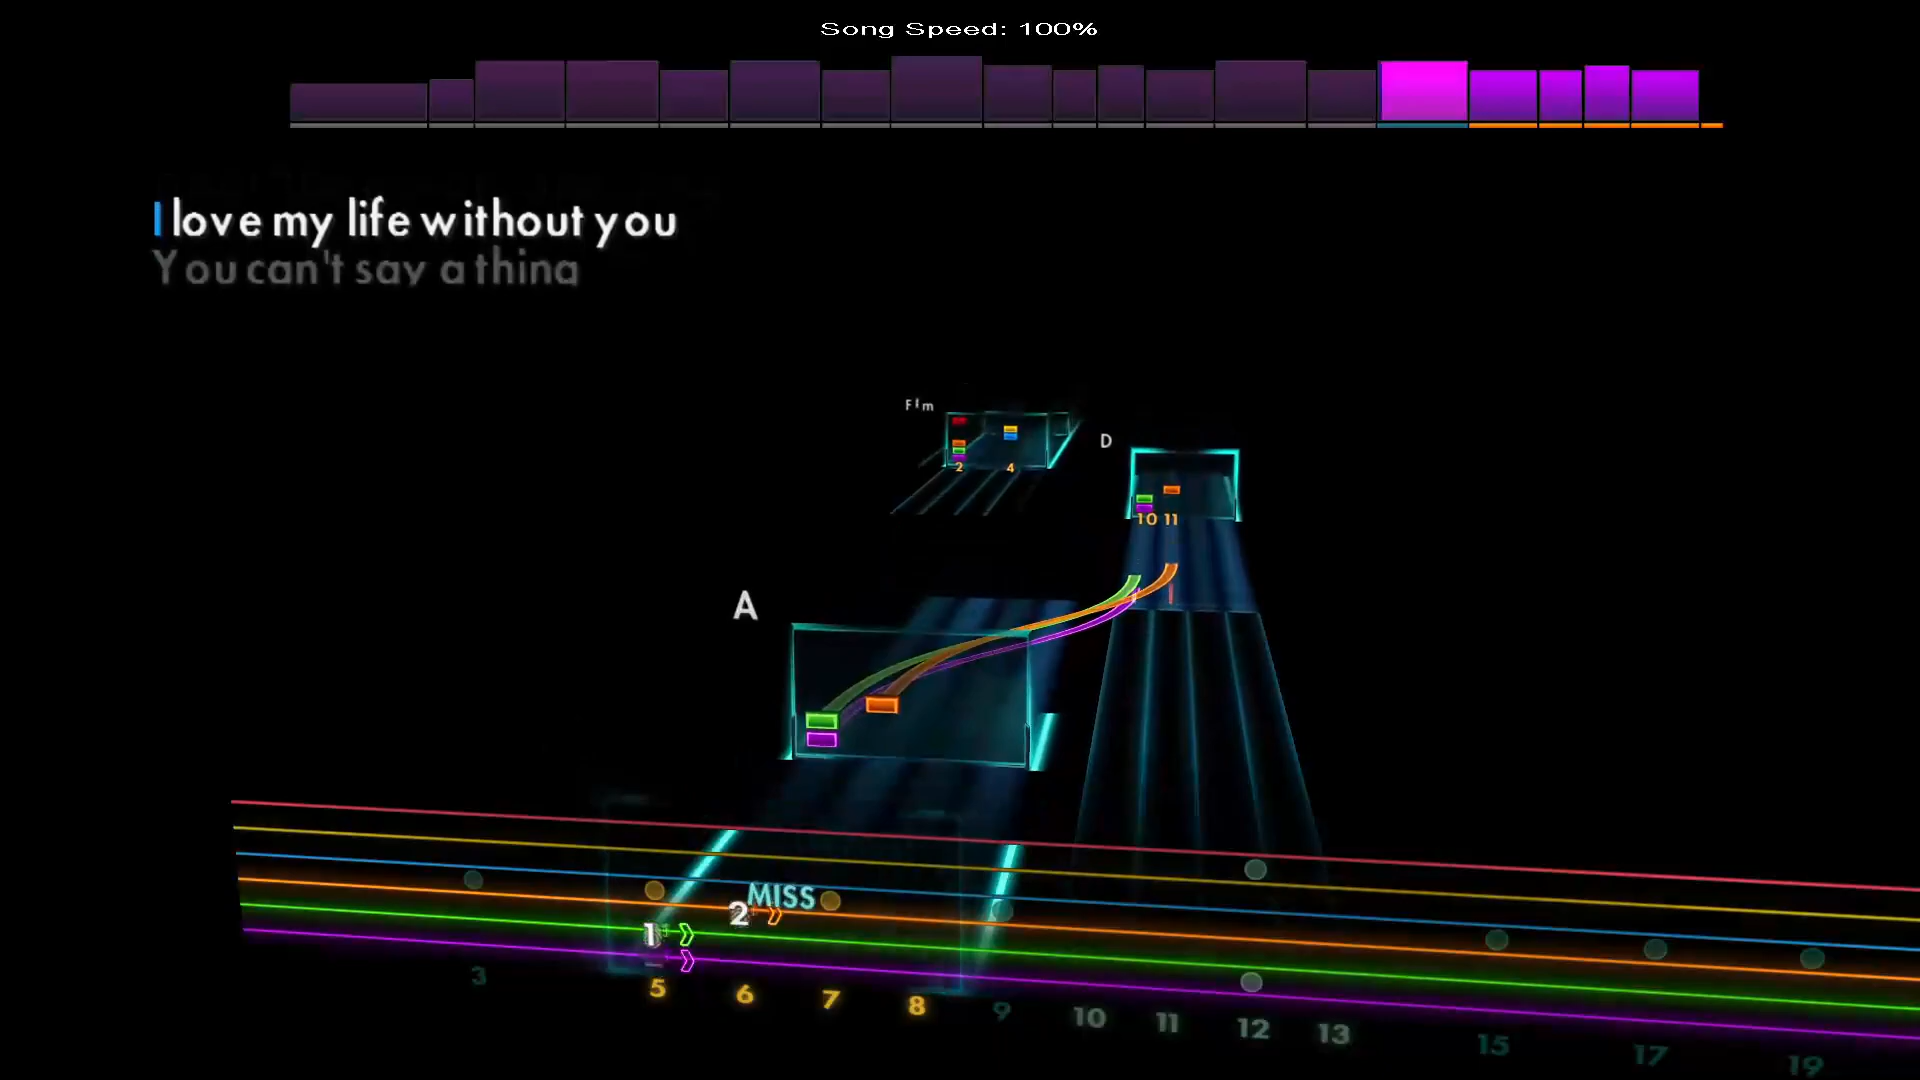 Song Speed: 100%
I love my life without you
You can't say a thing
F#m
D
2 4
10 11
A
MISS
2
1
3 5 6 7 8 9 10 11 12 13 15 17 19